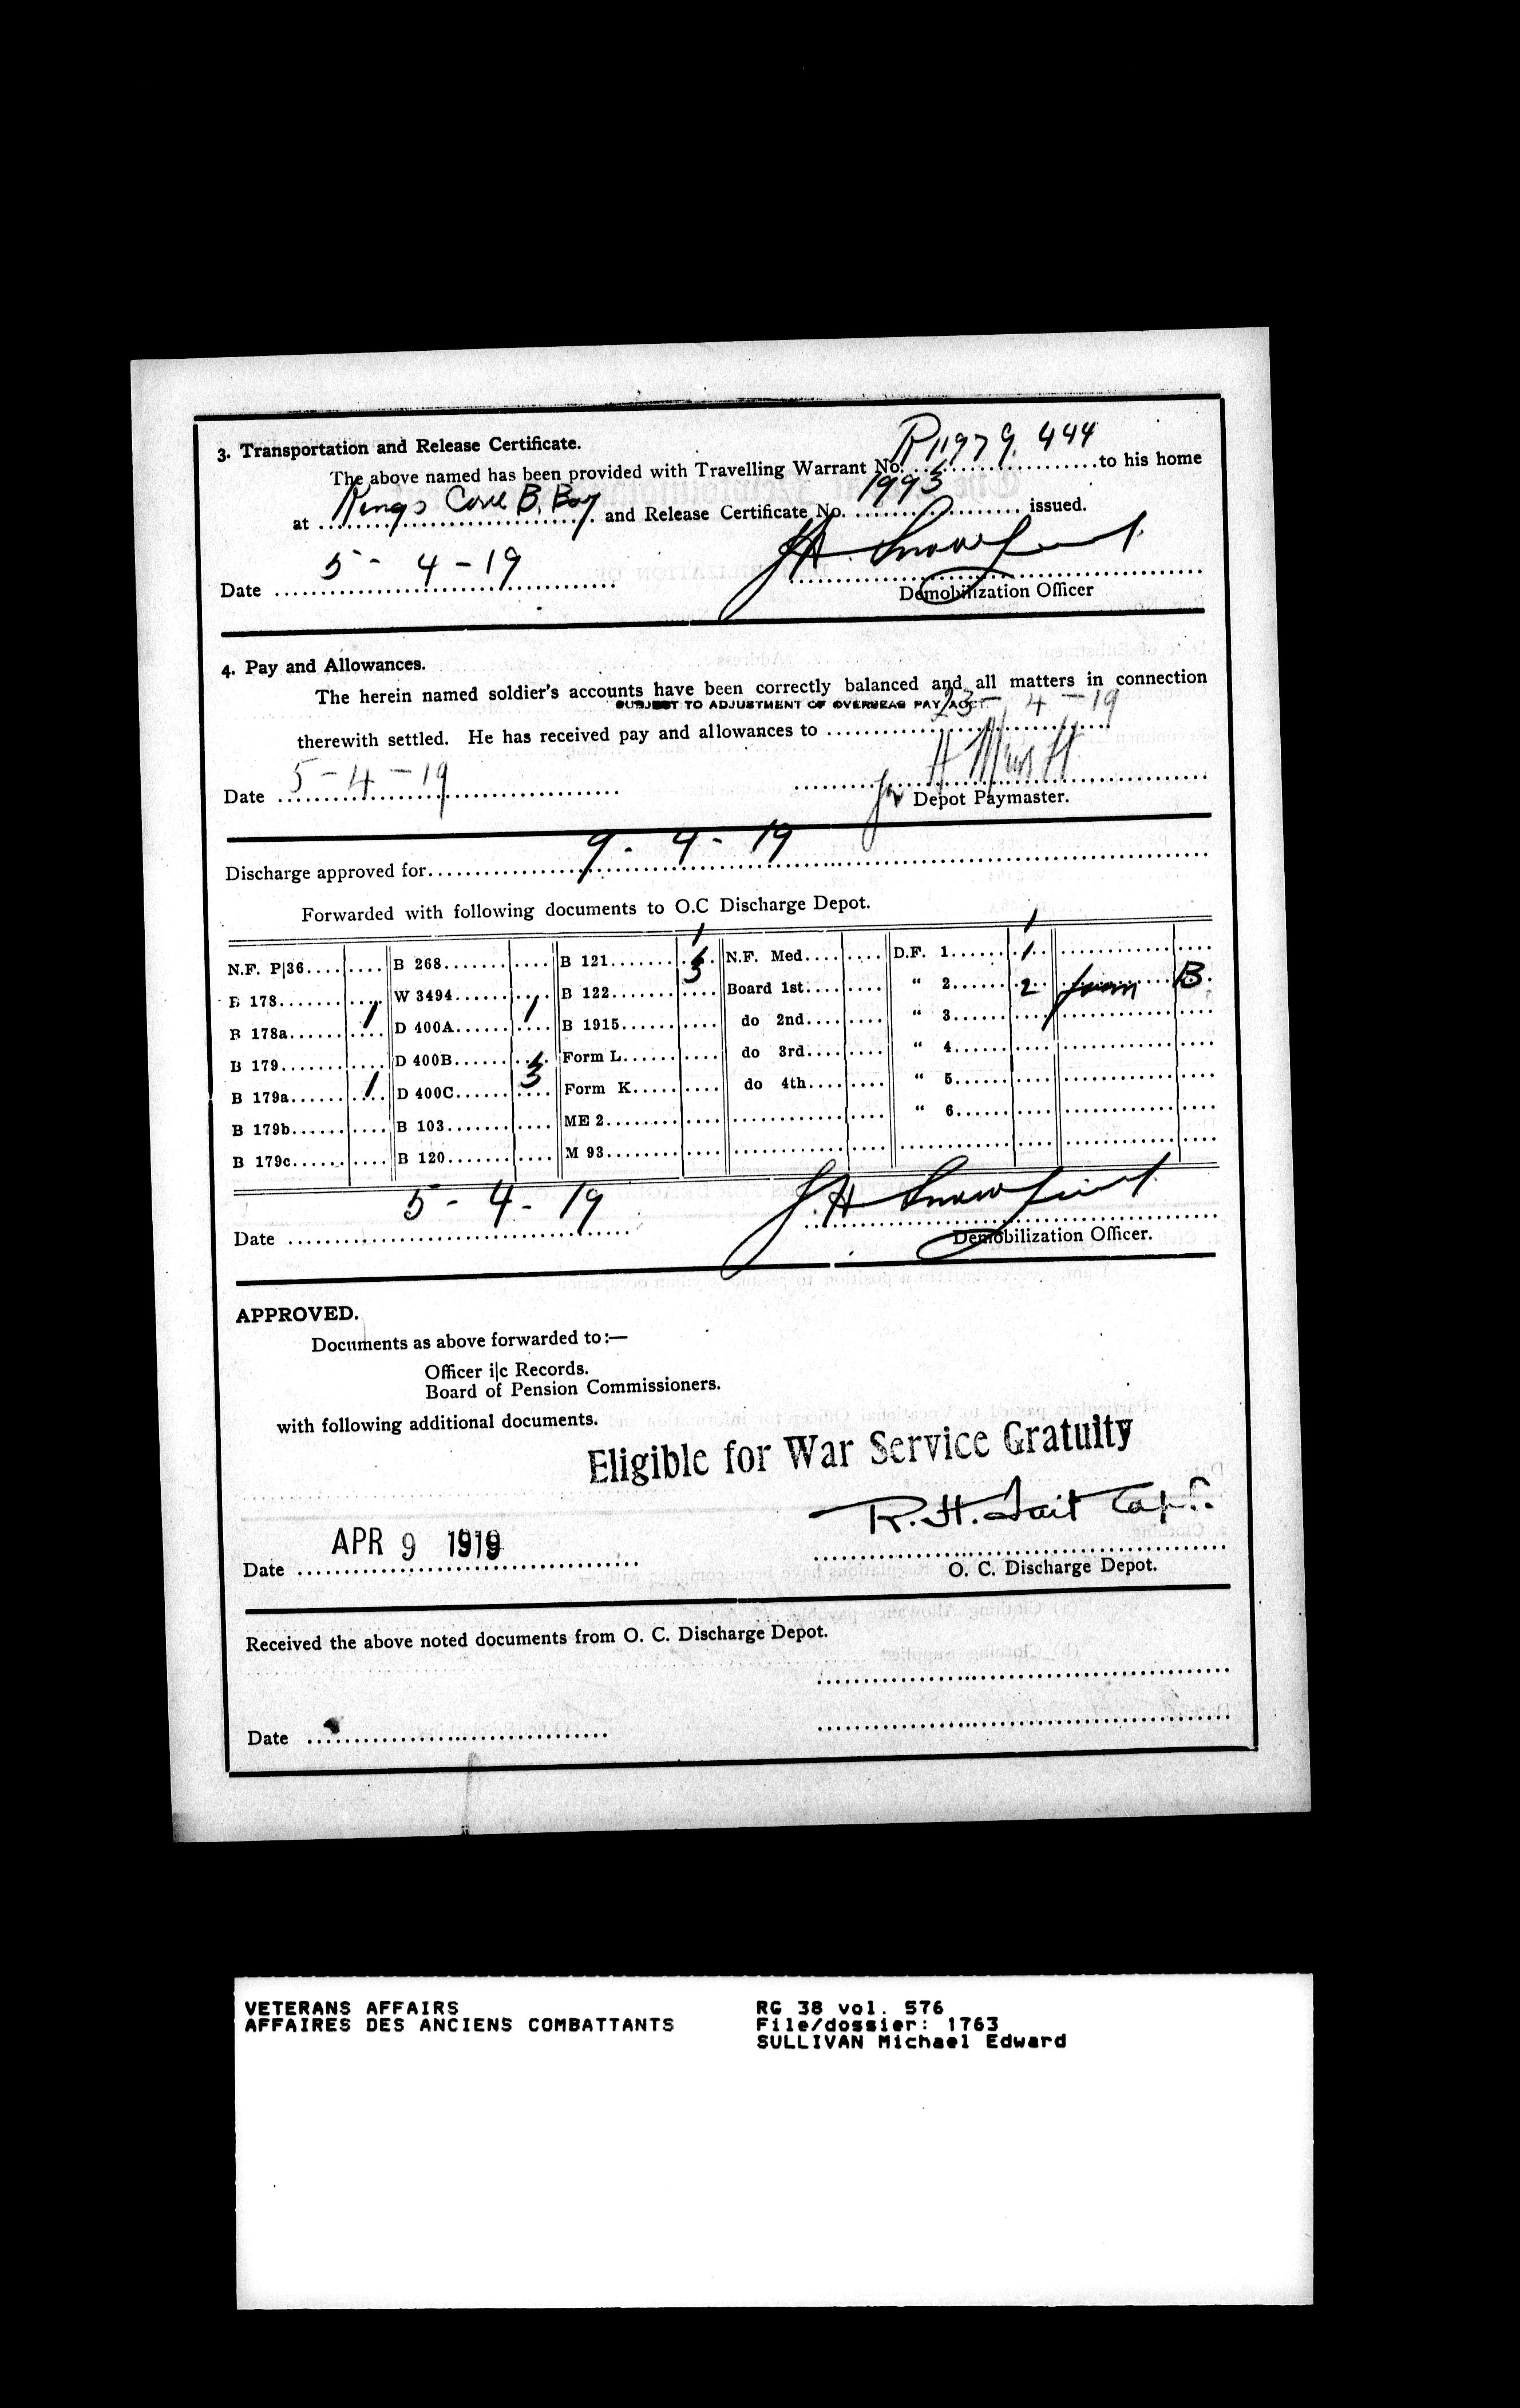 3. Transportation and Release Certificate.
The above named has been provided with Travelling Warrant No. R11979 444 to his home
at Kings Cove B. Bay and Release Certificate No. 1995 issued.
Date 5 - 4 - 19
Demobilization Officer
4. Pay and Allowances.
The herein named soldier's accounts have been correctly balanced and all matters in connection
SUBJECT TO ADJUSTMENT OF OVERSEAS PAY ACCT.
therewith settled. He has received pay and allowances to 23 - 4 - 19
Date 5 - 4 - 19
for Depot Paymaster.
Discharge approved for 9 - 4 - 19
Forwarded with following documents to O.C Discharge Depot.
N.F. P|36 B 268 B 121 N.F. Med. D.F. 1 1
B 178 W 3494 B 122 Board 1st " 2 2 B.
B 178a D 400A B 1915 do 2nd " 3
B 179 D 400B Form L do 3rd " 4
B 179a 1 D 400C 3 Form K do 4th " 5
B 179b B 103 ME 2 " 6
B 179c B 120 M 93
Date 5 - 4 - 19
Demobilization Officer.
APPROVED.
Documents as above forwarded to:—
Officer i|c Records.
Board of Pension Commissioners.
with following additional documents.
Eligible for War Service Gratuity
R. H. Tait Capt.
Date APR 9 1919
O. C. Discharge Depot.
Received the above noted documents from O. C. Discharge Depot.
Date
VETERANS AFFAIRS RG 38 vol. 576
AFFAIRES DES ANCIENS COMBATTANTS File/dossier: 1763
SULLIVAN Michael Edward